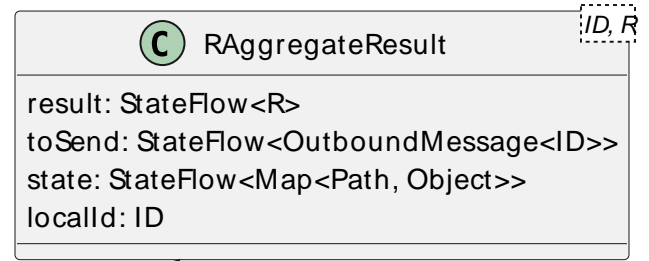 ID, R
C RAggregateResult
result: StateFlow<R>
toSend: StateFlow<OutboundMessage<ID>>
state: StateFlow<Map<Path, Object>>
localId: ID